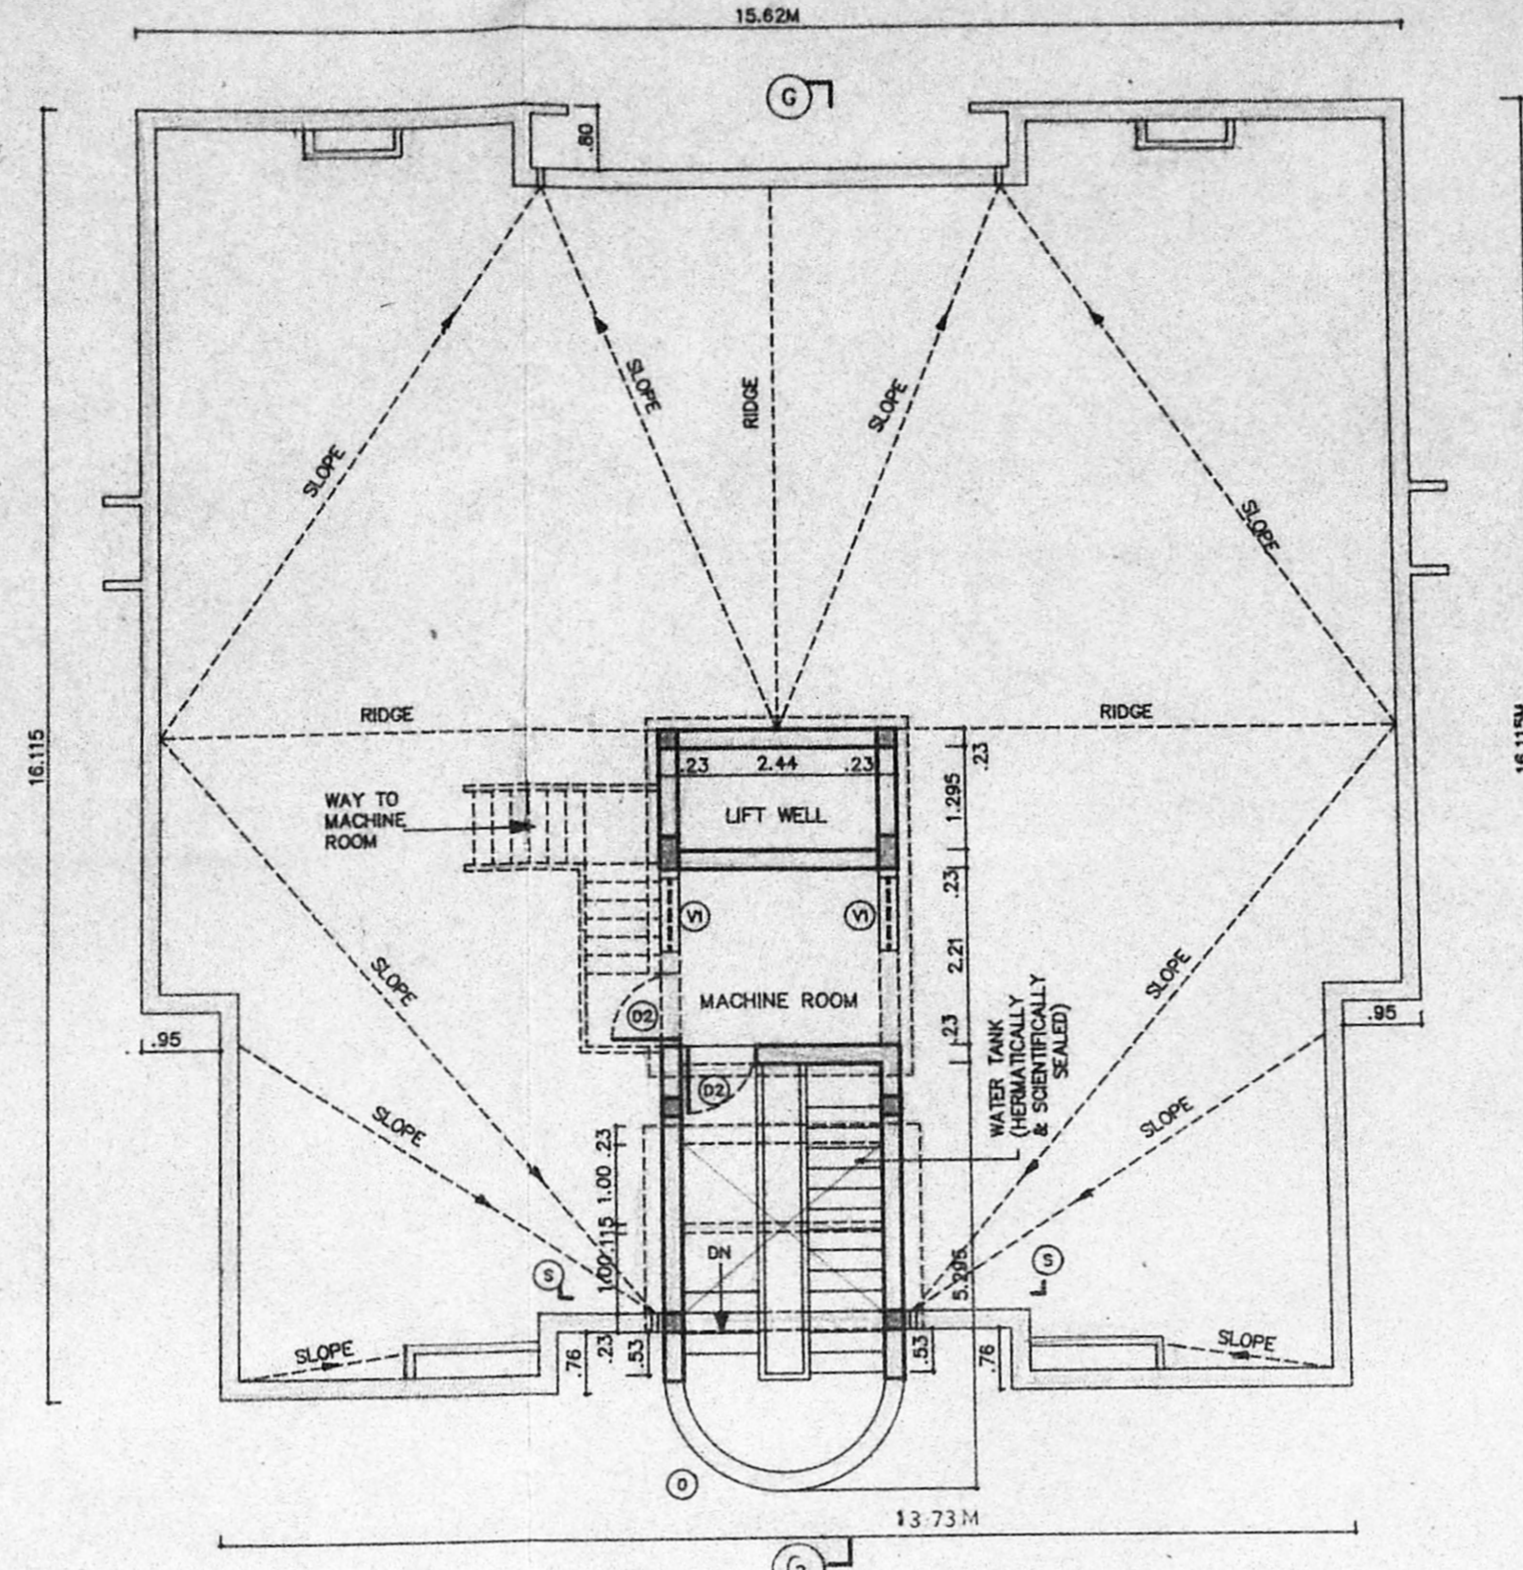 15.62M
G
.80
SLOPE
RIDGE
SLOPE
SLOPE
SLOPE
16.115
16.115M
RIDGE
RIDGE
.23
2.44
.23
.23
WAY TO
MACHINE
ROOM
LIFT WELL
1.295
V1
V1
.23
2.21
SLOPE
SLOPE
MACHINE ROOM
D2
.23
WATER TANK
(HERMATICALLY
& SCIENTIFICALLY
SEALED)
.95
.95
D2
SLOPE
SLOPE
.23
1.00
.115
1.00
DN
5.295
S
S
SLOPE
SLOPE
.76
.23
.53
.53
.76
D
13.73M
G